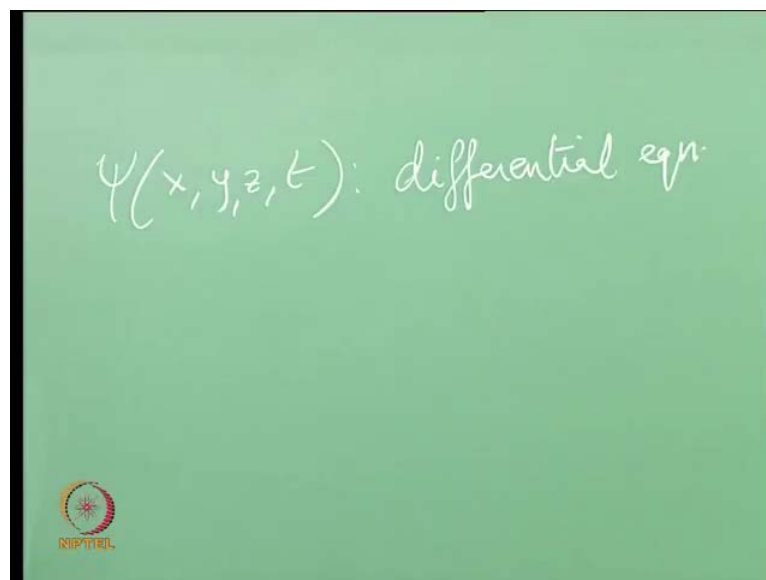 Ψ(x, y, z, t): differential eqn.
NPTEL